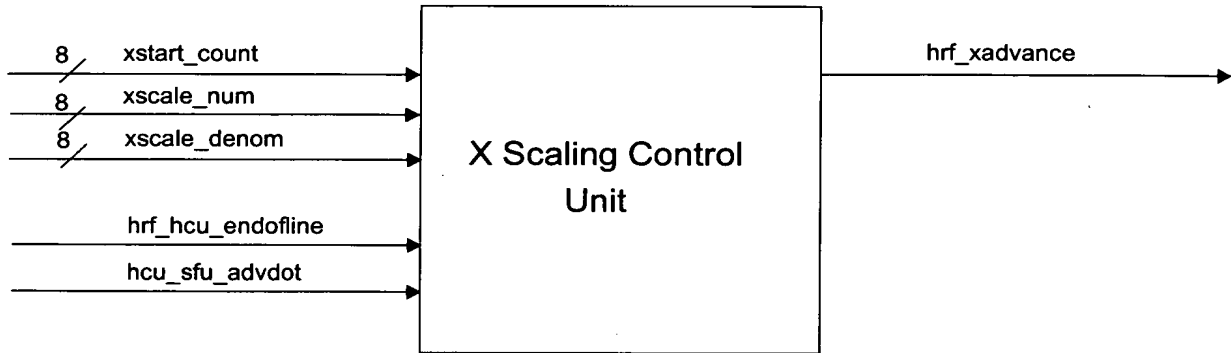 8 xstart_count
8 xscale_num
8 xscale_denom
hrf_hcu_endofline
hcu_sfu_advdot
X Scaling Control
Unit
hrf_xadvance